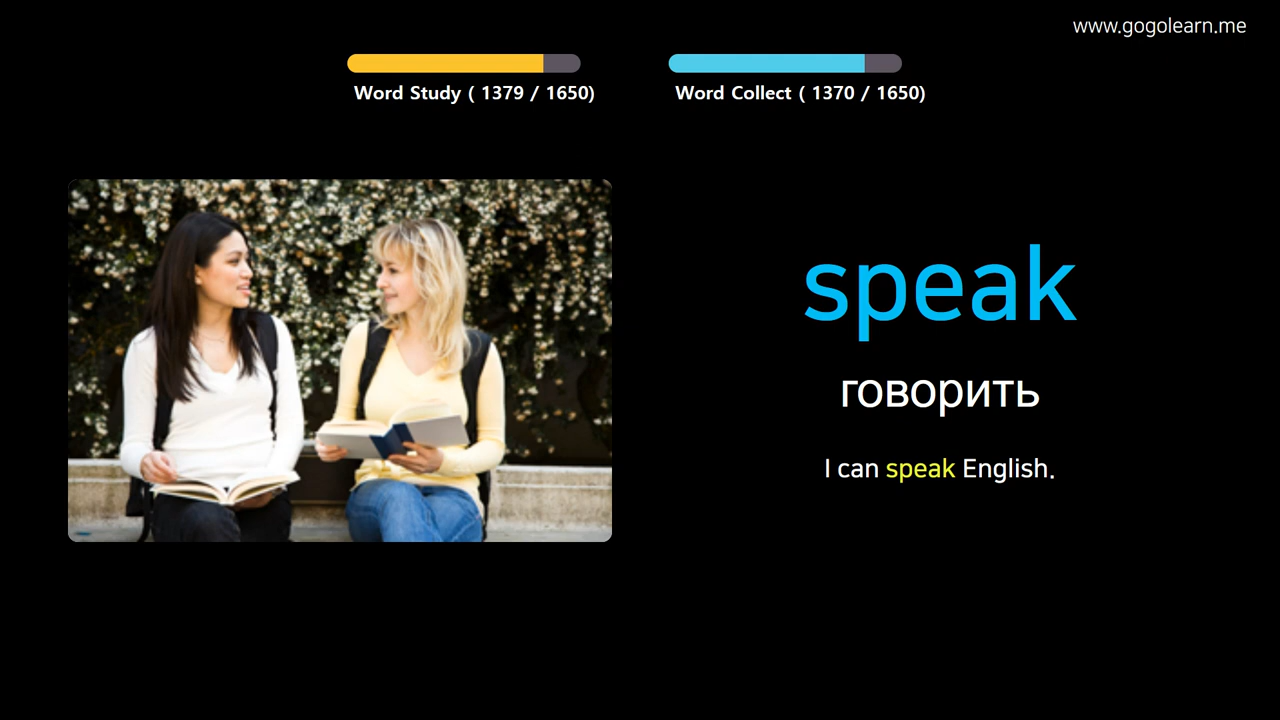 www.gogolearn.me
Word Study ( 1379 / 1650)
Word Collect ( 1370 / 1650)
speak
говорить
I can speak English.